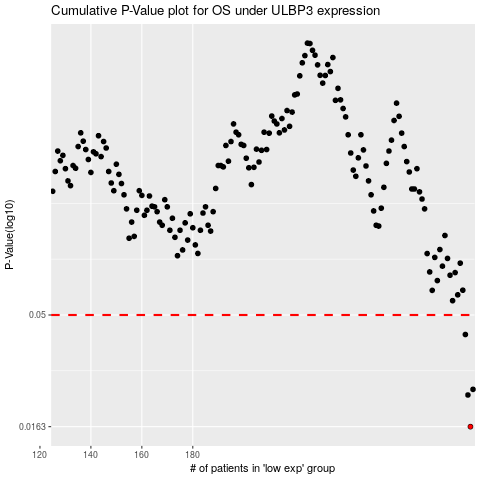 Cumulative P-Value plot for OS under ULBP3 expression
P-Value(log10)
0.05
0.0163
120 140 160 180
# of patients in 'low exp' group